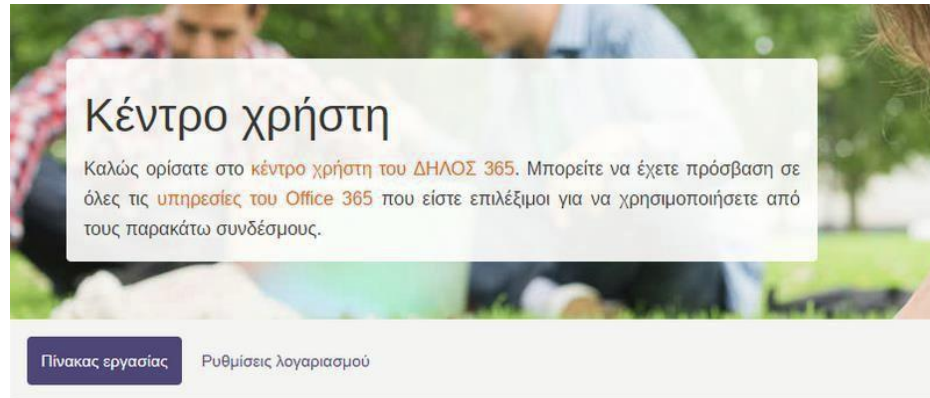 Κέντρο χρήστη
Καλώς ορίσατε στο κέντρο χρήστη του ΔΗΛΟΣ 365. Μπορείτε να έχετε πρόσβαση σε
όλες τις υπηρεσίες του Office 365 που είστε επιλέξιμοι για να χρησιμοποιήσετε από
τους παρακάτω συνδέσμους.
Πίνακας εργασίας Ρυθμίσεις λογαριασμού